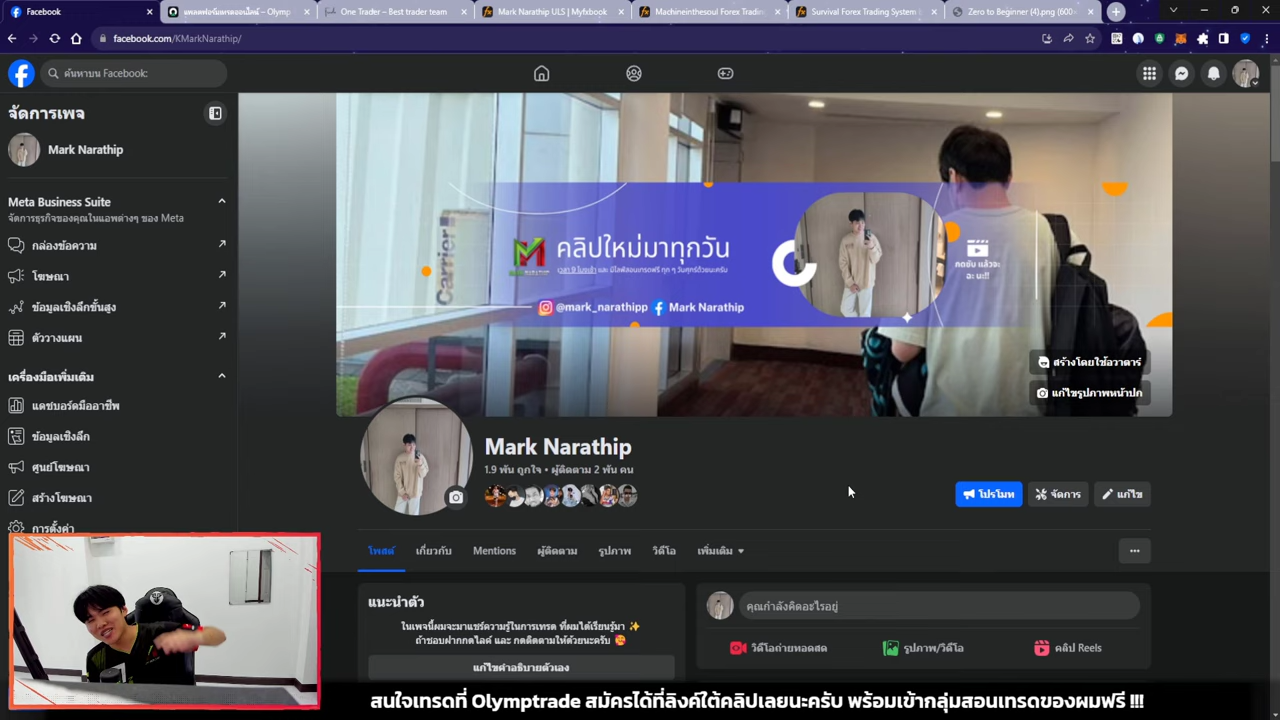 Facebook
แพลตฟอร์มเทรดออนไลน์ - Olymp
One Trader – Best trader team
Mark Narathip ULS | Myfxbook
Machineinthesoul Forex Trading
Survival Forex Trading System
Zero to Beginner (4).png (600
facebook.com/KMarkNarathip/
ค้นหาบน Facebook:
จัดการเพจ
Mark Narathip
Meta Business Suite
จัดการธุรกิจของคุณในแอพต่างๆ ของ Meta
กล่องข้อความ
โฆษณา
ข้อมูลเชิงลึกขั้นสูง
ตัววางแผน
เครื่องมือเพิ่มเติม
แดชบอร์ดมืออาชีพ
ข้อมูลเชิงลึก
ศูนย์โฆษณา
สร้างโฆษณา
การตั้งค่า
Carrier
คลิปใหม่มาทุกวัน
@mark_narathipp
Mark Narathip
สร้างโดยใช้อวาตาร์
แก้ไขรูปภาพหน้าปก
Mark Narathip
1.9 พัน ถูกใจ • ผู้ติดตาม 2 พัน คน
โปรโมท
จัดการ
แก้ไข
โพสต์
เกี่ยวกับ
Mentions
ผู้ติดตาม
รูปภาพ
วิดีโอ
เพิ่มเติม
แนะนำตัว
ในเพจนี้ผมจะมาแชร์ความรู้ในการเทรด ที่ผมได้เรียนรู้มา ✨
ถ้าชอบฝากกดไลค์ และ กดติดตามให้ด้วยนะครับ 🥰
แก้ไขคำอธิบายตัวเอง
คุณกำลังคิดอะไรอยู่
วิดีโอถ่ายทอดสด
รูปภาพ/วิดีโอ
คลิป Reels
สนใจเทรดที่ Olymptrade สมัครได้ที่ลิงค์ใต้คลิปเลยนะครับ พร้อมเข้ากลุ่มสอนเทรดของผมฟรี !!!